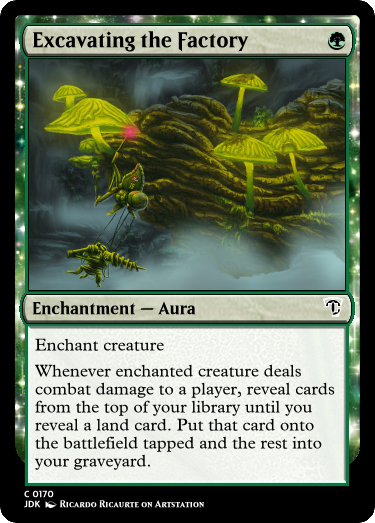 Excavating the Factory
Enchantment — Aura
Enchant creature
Whenever enchanted creature deals
combat damage to a player, reveal cards
from the top of your library until you
reveal a land card. Put that card onto
the battlefield tapped and the rest into
your graveyard.
C 0170
JDK Ricardo Ricaurte on Artstation